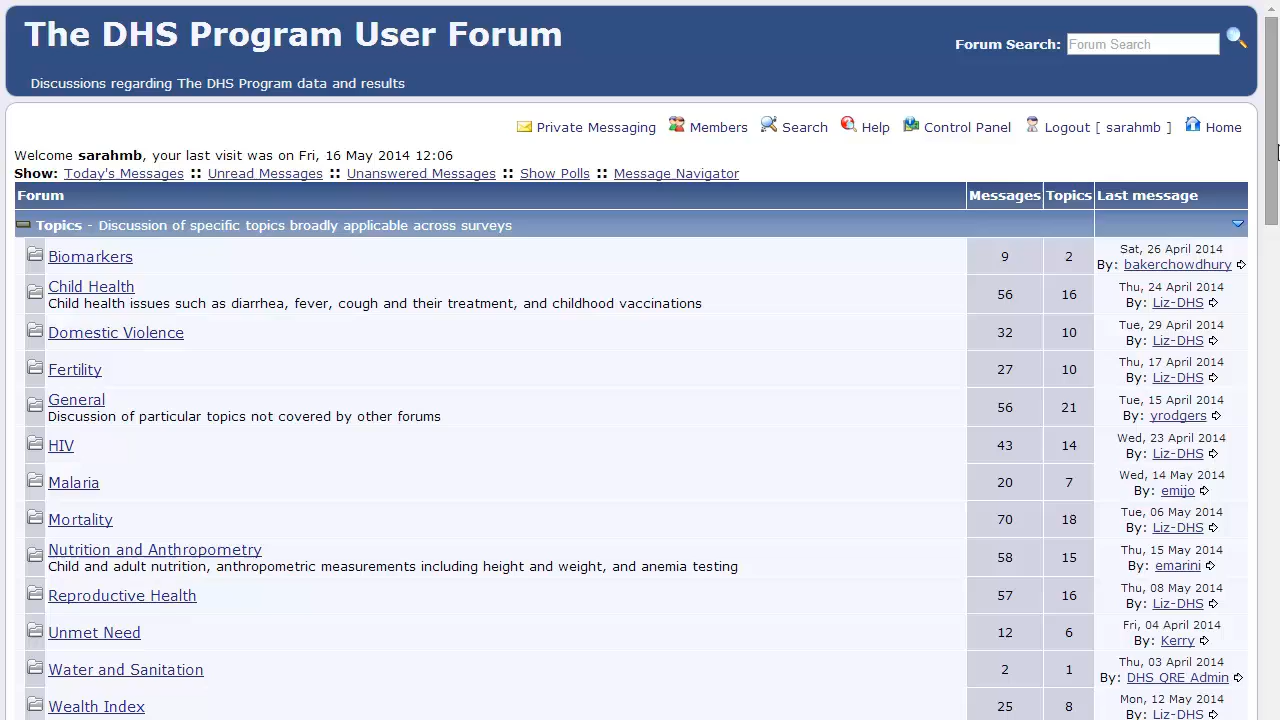 The DHS Program User Forum
Forum Search: Forum Search
Discussions regarding The DHS Program data and results
Private Messaging Members Search Help Control Panel Logout [ sarahmb ] Home
Welcome sarahmb, your last visit was on Fri, 16 May 2014 12:06
Show: Today's Messages :: Unread Messages :: Unanswered Messages :: Show Polls :: Message Navigator
Forum Messages Topics Last message
Topics - Discussion of specific topics broadly applicable across surveys
Biomarkers 9 2 Sat, 26 April 2014
By: bakerchowdhury
Child Health 56 16 Thu, 24 April 2014
Child health issues such as diarrhea, fever, cough and their treatment, and childhood vaccinations By: Liz-DHS
Domestic Violence 32 10 Tue, 29 April 2014
By: Liz-DHS
Fertility 27 10 Thu, 17 April 2014
By: Liz-DHS
General 56 21 Tue, 15 April 2014
Discussion of particular topics not covered by other forums By: yrodgers
HIV 43 14 Wed, 23 April 2014
By: Liz-DHS
Malaria 20 7 Wed, 14 May 2014
By: emijo
Mortality 70 18 Tue, 06 May 2014
By: Liz-DHS
Nutrition and Anthropometry 58 15 Thu, 15 May 2014
Child and adult nutrition, anthropometric measurements including height and weight, and anemia testing By: emarini
Reproductive Health 57 16 Thu, 08 May 2014
By: Liz-DHS
Unmet Need 12 6 Fri, 04 April 2014
By: Kerry
Water and Sanitation 2 1 Thu, 03 April 2014
By: DHS QRE Admin
Wealth Index 25 8 Mon, 12 May 2014
By: Liz-DHS